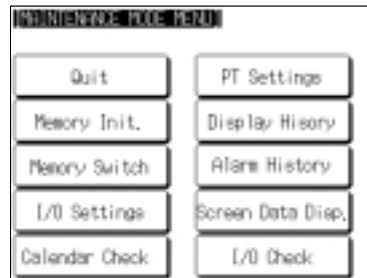 [MAINTENANCE MODE MENU]
Quit
PT Settings
Memory Init.
Display Hisory
Memory Switch
Alarm History
I/O Settings
Screen Data Disp.
Calendar Check
I/O Check